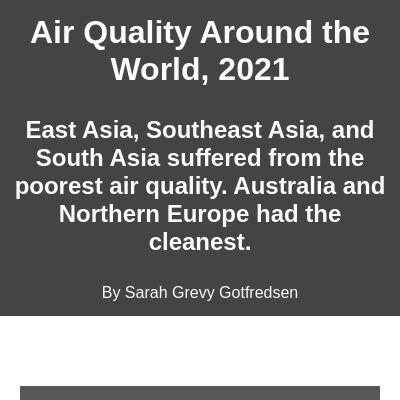 Air Quality Around the
World, 2021
East Asia, Southeast Asia, and
South Asia suffered from the
poorest air quality. Australia and
Northern Europe had the
cleanest.
By Sarah Grevy Gotfredsen